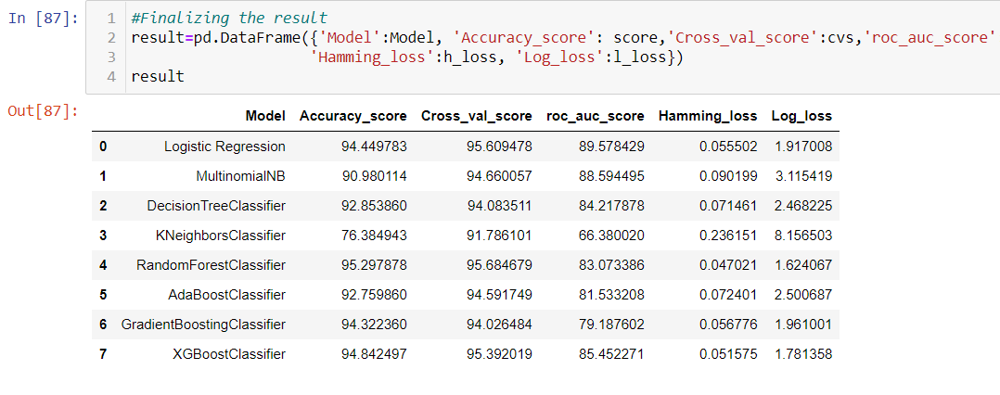 In [87]:
1 #Finalizing the result
2 result=pd.DataFrame({'Model':Model, 'Accuracy_score': score,'Cross_val_score':cvs,'roc_auc_score'
3 'Hamming_loss':h_loss, 'Log_loss':l_loss})
4 result
Out[87]:
Model Accuracy_score Cross_val_score roc_auc_score Hamming_loss Log_loss
0 Logistic Regression 94.449783 95.609478 89.578429 0.055502 1.917008
1 MultinomialNB 90.980114 94.660057 88.594495 0.090199 3.115419
2 DecisionTreeClassifier 92.853860 94.083511 84.217878 0.071461 2.468225
3 KNeighborsClassifier 76.384943 91.786101 66.380020 0.236151 8.156503
4 RandomForestClassifier 95.297878 95.684679 83.073386 0.047021 1.624067
5 AdaBoostClassifier 92.759860 94.591749 81.533208 0.072401 2.500687
6 GradientBoostingClassifier 94.322360 94.026484 79.187602 0.056776 1.961001
7 XGBoostClassifier 94.842497 95.392019 85.452271 0.051575 1.781358